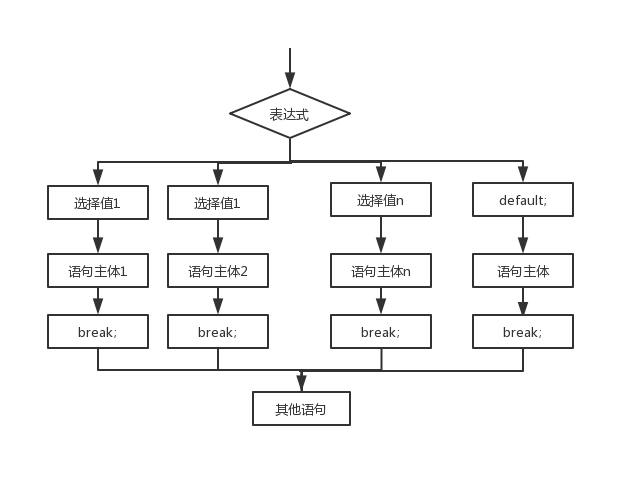 表达式
选择值1
选择值1
选择值n
default;
语句主体1
语句主体2
语句主体n
语句主体
break;
break;
break;
break;
其他语句